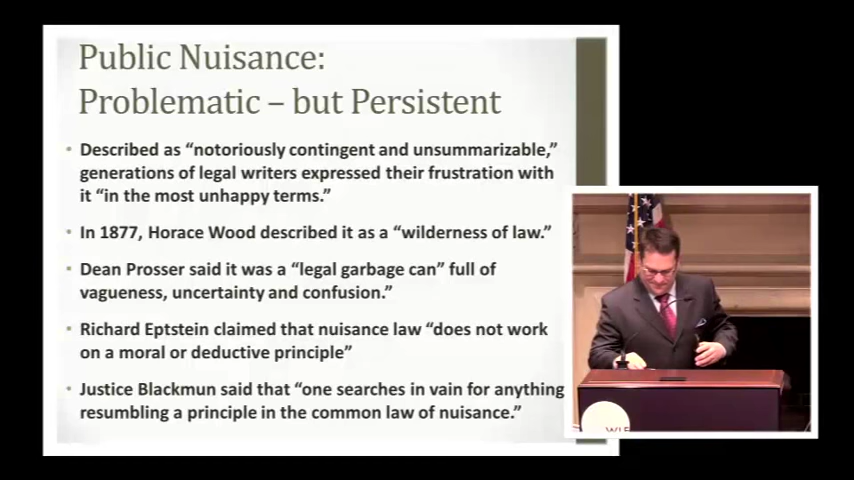 Public Nuisance:
Problematic – but Persistent
• Described as “notoriously contingent and unsummarizable,”
generations of legal writers expressed their frustration with
it “in the most unhappy terms.”
• In 1877, Horace Wood described it as a “wilderness of law.”
• Dean Prosser said it was a “legal garbage can” full of
vagueness, uncertainty and confusion.”
• Richard Eptstein claimed that nuisance law “does not work
on a moral or deductive principle”
• Justice Blackmun said that “one searches in vain for anything
resumbling a principle in the common law of nuisance.”